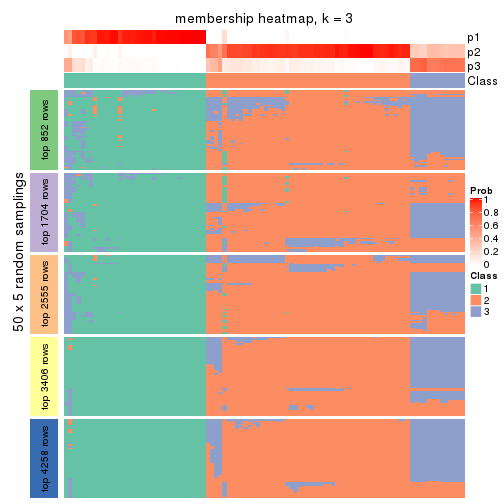 membership heatmap, k = 3
p1
p2
p3
Class
50 x 5 random samplings
top 852 rows
top 1704 rows
top 2555 rows
top 3406 rows
top 4258 rows
Prob
1
0.8
0.6
0.4
0.2
0
Class
1
2
3